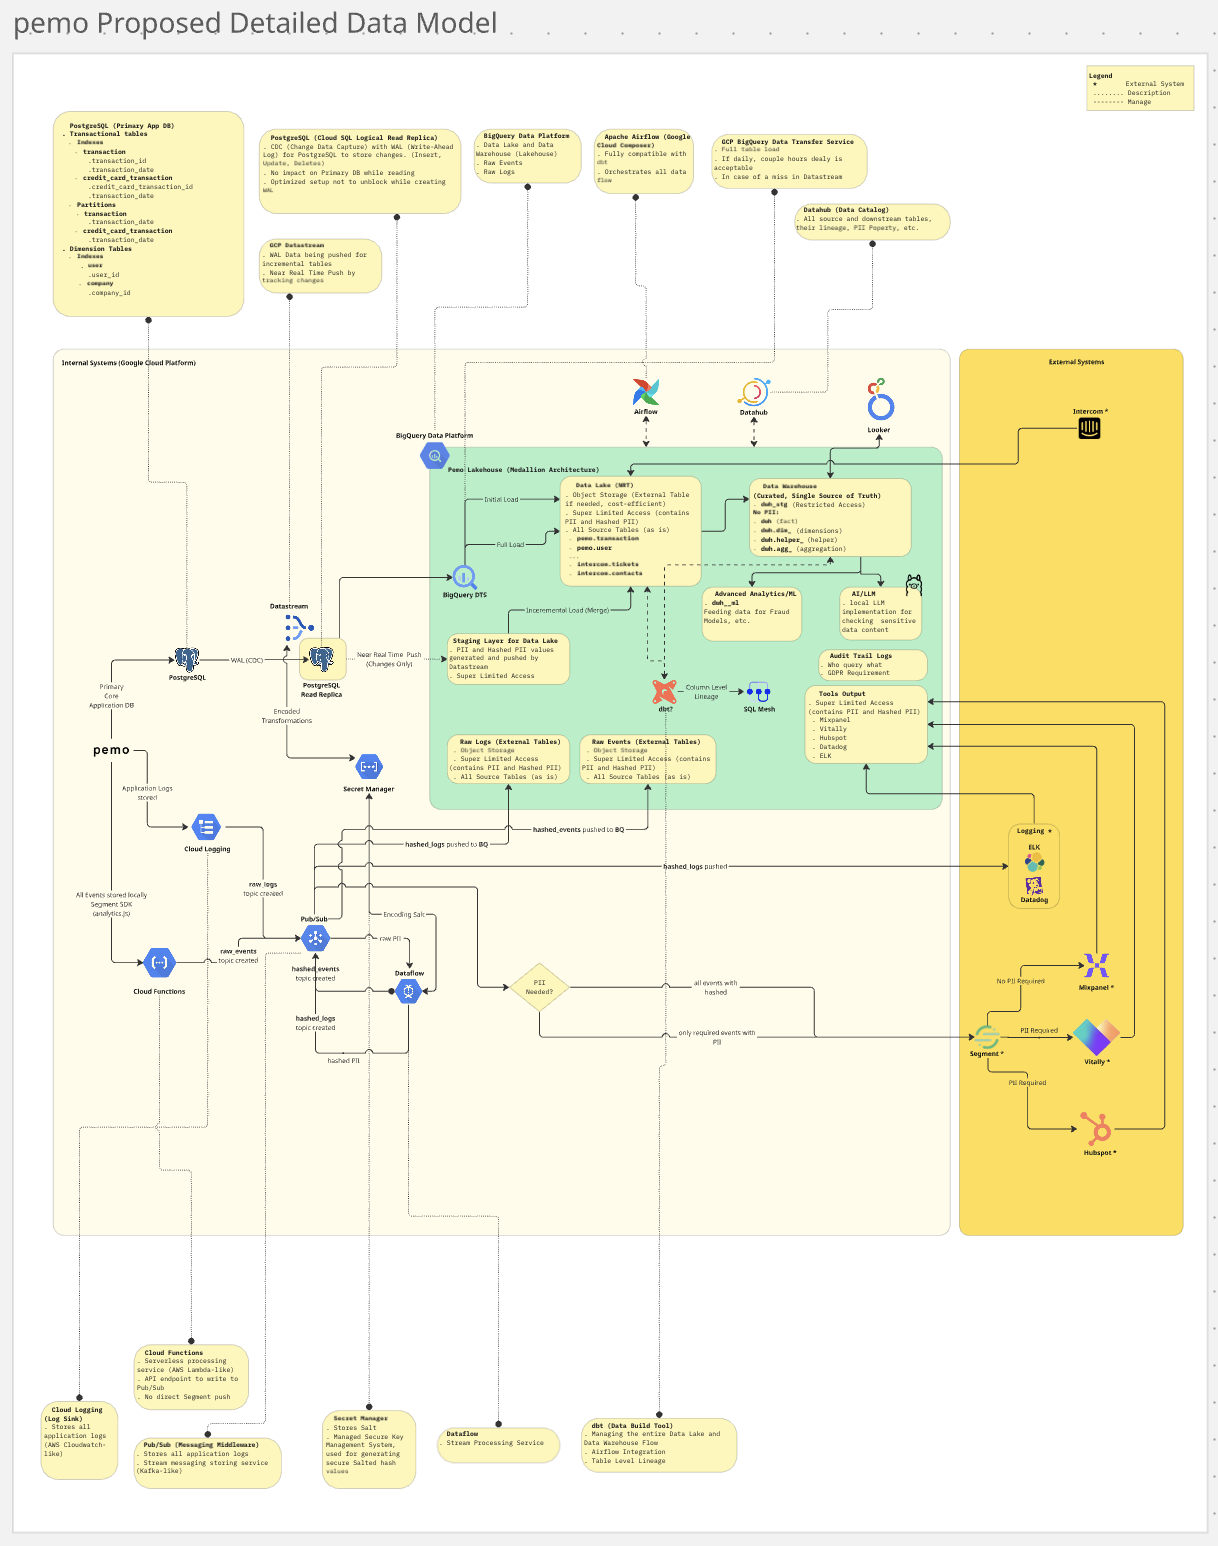 pemo Proposed Detailed Data Model
Legend
* External System
........ Description
-------- Manage
PostgreSQL (Primary App DB)
. Transactional tables
. Indexes
. transaction
.transaction_id
.transaction_date
. credit_card_transaction
.credit_card_transaction_id
.transaction_date
. Partitions
. transaction
.transaction_date
. credit_card_transaction
.transaction_date
. Dimension Tables
. Indexes
. user
.user_id
. company
.company_id
PostgreSQL (Cloud SQL Logical Read Replica)
. CDC (Change Data Capture) with WAL (Write-Ahead
Log) for PostgreSQL to store changes. (Insert,
Update, Deletes)
. No impact on Primary DB while reading
. Optimized setup not to unblock while creating
WAL
GCP Datastream
. WAL Data being pushed for
incremental tables
. Near Real Time Push by
tracking changes
BigQuery Data Platform
. Data Lake and Data
Warehouse (Lakehouse)
. Raw Events
. Raw Logs
Apache Airflow (Google
Cloud Composer)
. Fully compatible with
dbt
. Orchestrates all data
flow
GCP BigQuery Data Transfer Service
. Full table load
. If daily, couple hours dealy is
acceptable
. In case of a miss in Datastream
Datahub (Data Catalog)
. All source and downstream tables,
their lineage, PII Poperty, etc.
Internal Systems (Google Cloud Platform)
External Systems
Airflow
Datahub
Looker
Intercom *
BigQuery Data Platform
Pemo Lakehouse (Medallion Architecture)
Data Lake (NRT)
. Object Storage (External Table
if needed, cost-efficient)
. Super Limited Access (contains
PII and Hashed PII)
. All Source Tables (as is)
. pemo.transaction
. pemo.user
...
. intercom.tickets
. intercom.contacts
Data Warehouse
(Curated, Single Source of Truth)
. dwh_stg (Restricted Access)
No PII:
. dwh (fact)
. dwh.dim_ (dimensions)
. dwh.helper_ (helper)
. dwh.agg_ (aggregation)
Initial Load
Full Load
BigQuery DTS
Inceremental Load (Merge)
Advanced Analytics/ML
. dwh__ml
Feeding data for Fraud
Models, etc.
AI/LLM
. local LLM
implementation for
checking sensitive
data content
Datastream
Staging Layer for Data Lake
. PII and Hashed PII values
generated and pushed by
Datastream
. Super Limited Access
Audit Trail Logs
. Who query what
. GDPR Requirement
WAL (CDC)
Near Real Time Push
(Changes Only)
PostgreSQL
PostgreSQL
Read Replica
Primary
Core
Application DB
dbt?
Column Level
Lineage
SQL Mesh
Tools Output
. Super Limited Access
(contains PII and Hashed PII)
. Mixpanel
. Vitally
. Hubspot
. Datadog
. ELK
Encoded
Transformations
pemo
Raw Logs (External Tables)
. Object Storage
. Super Limited Access
(contains PII and Hashed PII)
. All Source Tables (as is)
Raw Events (External Tables)
. Object Storage
. Super Limited Access (contains
PII and Hashed PII)
. All Source Tables (as is)
Secret Manager
Application Logs
stored
Cloud Logging
hashed_events pushed to BQ
hashed_logs pushed to BQ
hashed_logs pushed
Logging *
ELK
Datadog
raw_logs
topic created
All Events stored locally
Segment SDK
(analytics.js)
Pub/Sub
Encoding Salt
raw PII
raw_events
topic created
Cloud Functions
hashed_events
topic created
Dataflow
hashed_logs
topic created
hashed PII
PII
Needed?
all events with
hashed
only required events with
PII
No PII Required
Mixpanel *
PII Required
Segment *
Vitally *
PII Required
Hubspot *
Cloud Functions
. Serverless processing
service (AWS Lambda-like)
. API endpoint to write to
Pub/Sub
. No direct Segment push
Cloud Logging
(Log Sink)
. Stores all
application logs
(AWS Cloudwatch-
like)
Pub/Sub (Messaging Middleware)
. Stores all application logs
. Stream messaging storing service
(Kafka-like)
Secret Manager
. Stores Salt
. Managed Secure Key
Management System,
used for generating
secure Salted hash
values
Dataflow
. Stream Processing Service
dbt (Data Build Tool)
. Managing the entire Data Lake and
Data Warehouse Flow
. Airflow Integration
. Table Level Lineage